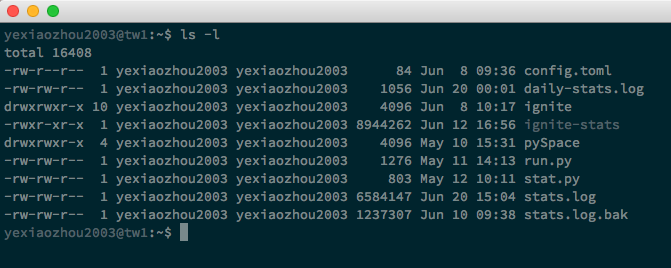 yexiaozhou2003@tw1:~$ ls -l
total 16408
-rw-r--r--  1 yexiaozhou2003 yexiaozhou2003      84 Jun  8 09:36 config.toml
-rw-rw-r--  1 yexiaozhou2003 yexiaozhou2003    1056 Jun 20 00:01 daily-stats.log
drwxrwxr-x 10 yexiaozhou2003 yexiaozhou2003    4096 Jun  8 10:17 ignite
-rwxr-xr-x  1 yexiaozhou2003 yexiaozhou2003 8944262 Jun 12 16:56 ignite-stats
drwxrwxr-x  4 yexiaozhou2003 yexiaozhou2003    4096 May 10 15:31 pySpace
-rw-rw-r--  1 yexiaozhou2003 yexiaozhou2003    1276 May 11 14:13 run.py
-rw-rw-r--  1 yexiaozhou2003 yexiaozhou2003     803 May 12 10:11 stat.py
-rw-rw-r--  1 yexiaozhou2003 yexiaozhou2003 6584147 Jun 20 15:04 stats.log
-rw-rw-r--  1 yexiaozhou2003 yexiaozhou2003 1237307 Jun 10 09:38 stats.log.bak
yexiaozhou2003@tw1:~$